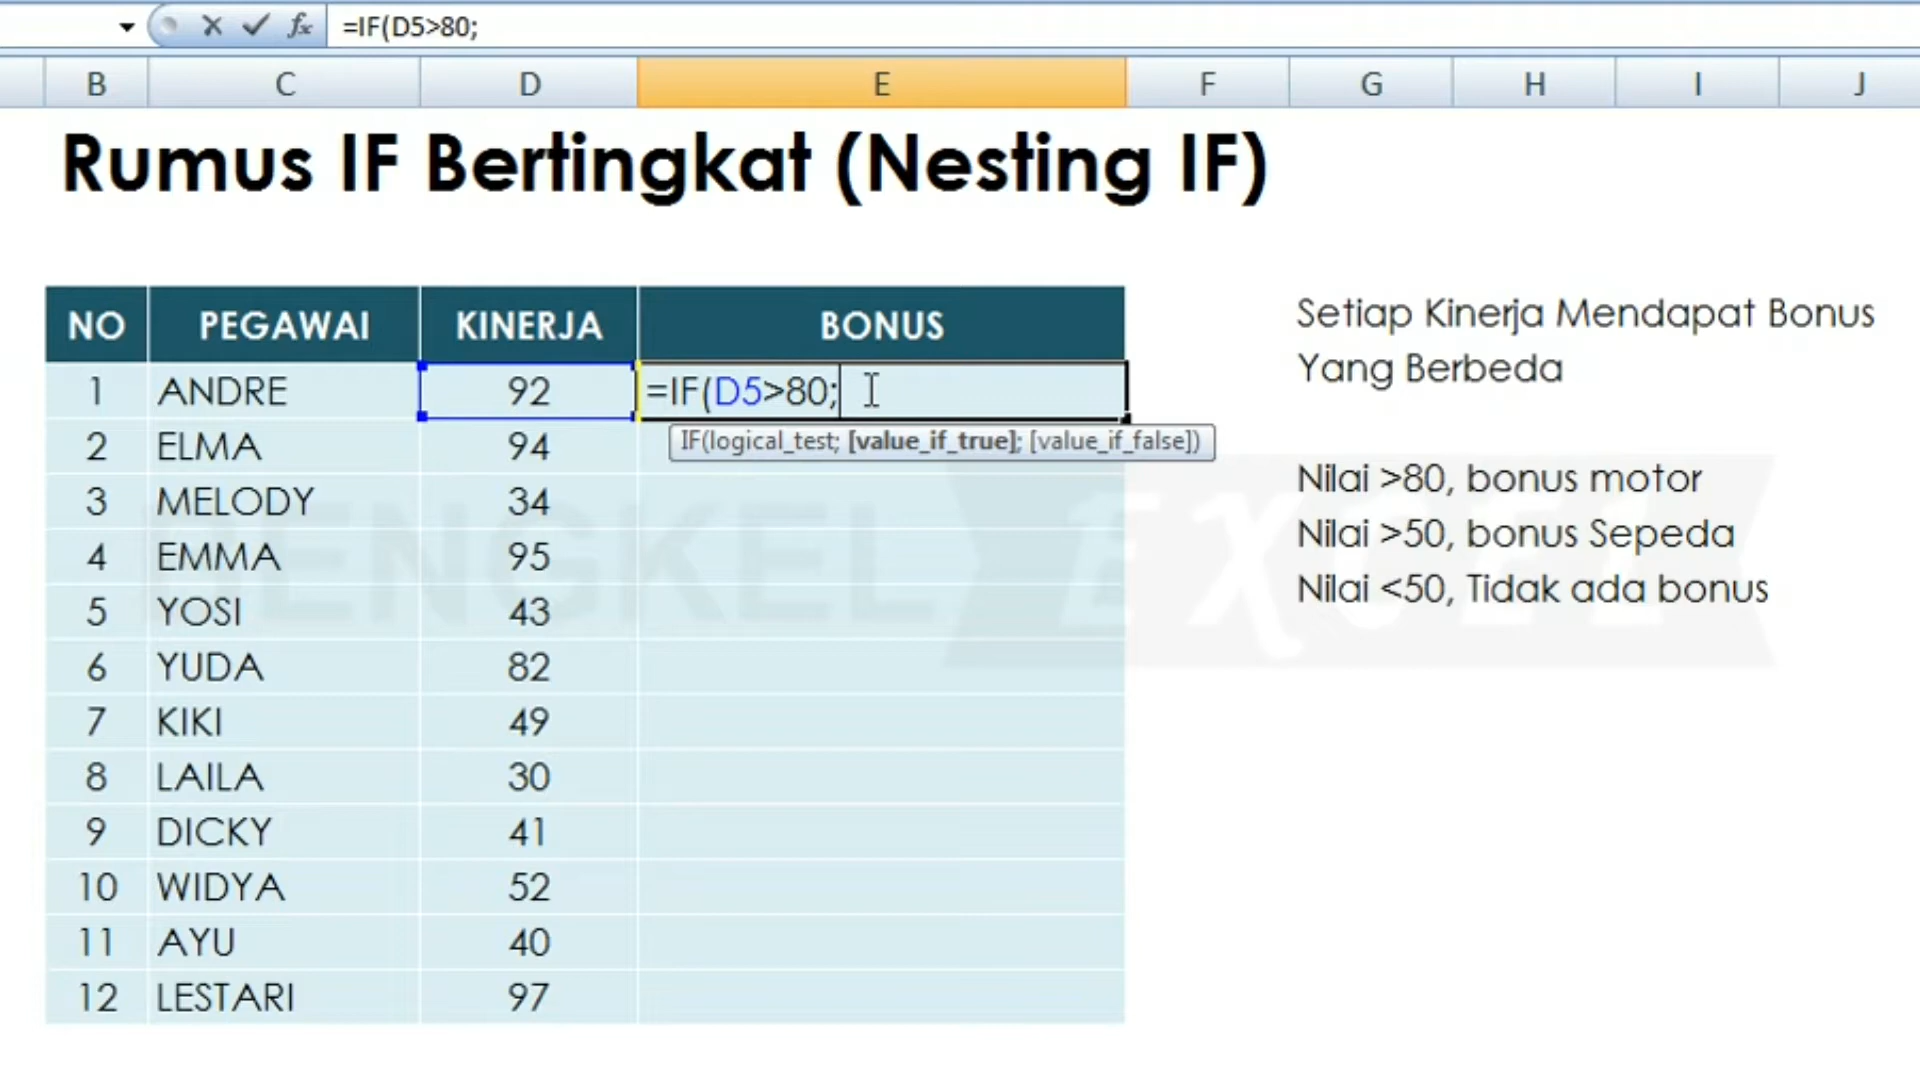 =IF(D5>80;
B C D E F G H I J
Rumus IF Bertingkat (Nesting IF)
NO PEGAWAI KINERJA BONUS
1 ANDRE 92 =IF(D5>80;
IF(logical_test; [value_if_true]; [value_if_false])
2 ELMA 94
3 MELODY 34
4 EMMA 95
5 YOSI 43
6 YUDA 82
7 KIKI 49
8 LAILA 30
9 DICKY 41
10 WIDYA 52
11 AYU 40
12 LESTARI 97
Setiap Kinerja Mendapat Bonus
Yang Berbeda
Nilai >80, bonus motor
Nilai >50, bonus Sepeda
Nilai <50, Tidak ada bonus
EXCEL